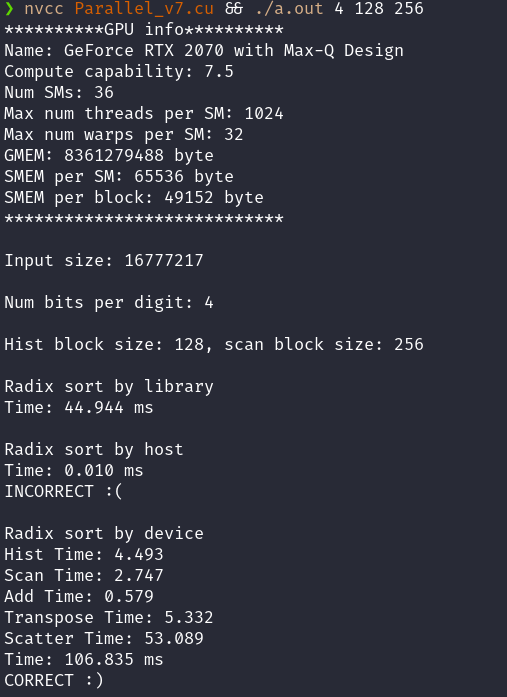 ❯ nvcc Parallel_v7.cu && ./a.out 4 128 256
**********GPU info**********
Name: GeForce RTX 2070 with Max-Q Design
Compute capability: 7.5
Num SMs: 36
Max num threads per SM: 1024
Max num warps per SM: 32
GMEM: 8361279488 byte
SMEM per SM: 65536 byte
SMEM per block: 49152 byte
****************************
Input size: 16777217
Num bits per digit: 4
Hist block size: 128, scan block size: 256
Radix sort by library
Time: 44.944 ms
Radix sort by host
Time: 0.010 ms
INCORRECT :(
Radix sort by device
Hist Time: 4.493
Scan Time: 2.747
Add Time: 0.579
Transpose Time: 5.332
Scatter Time: 53.089
Time: 106.835 ms
CORRECT :)